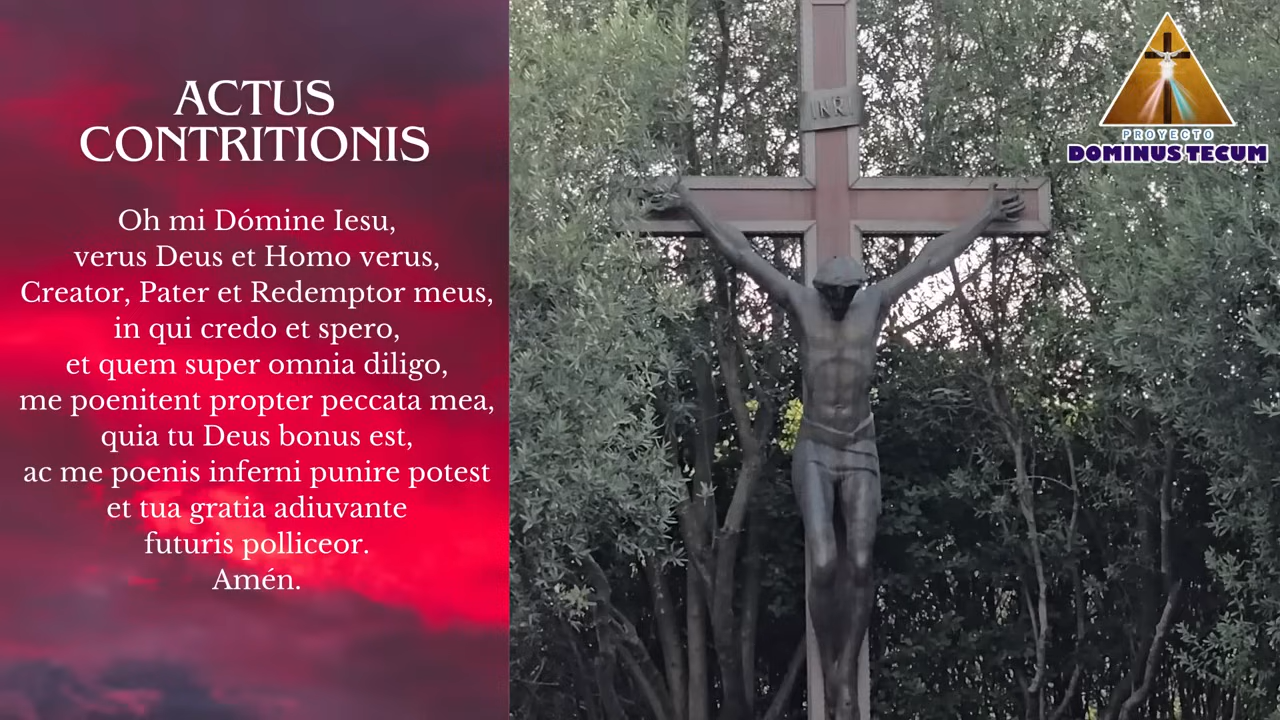 ACTUS
CONTRITIONIS
Oh mi Dómine Iesu,
verus Deus et Homo verus,
Creator, Pater et Redemptor meus,
in qui credo et spero,
et quem super omnia diligo,
me poenitent propter peccata mea,
quia tu Deus bonus est,
ac me poenis inferni punire potest
et tua gratia adiuvante
futuris polliceor.
Amén.
INRI
PROYECTO
DOMINUS TECUM